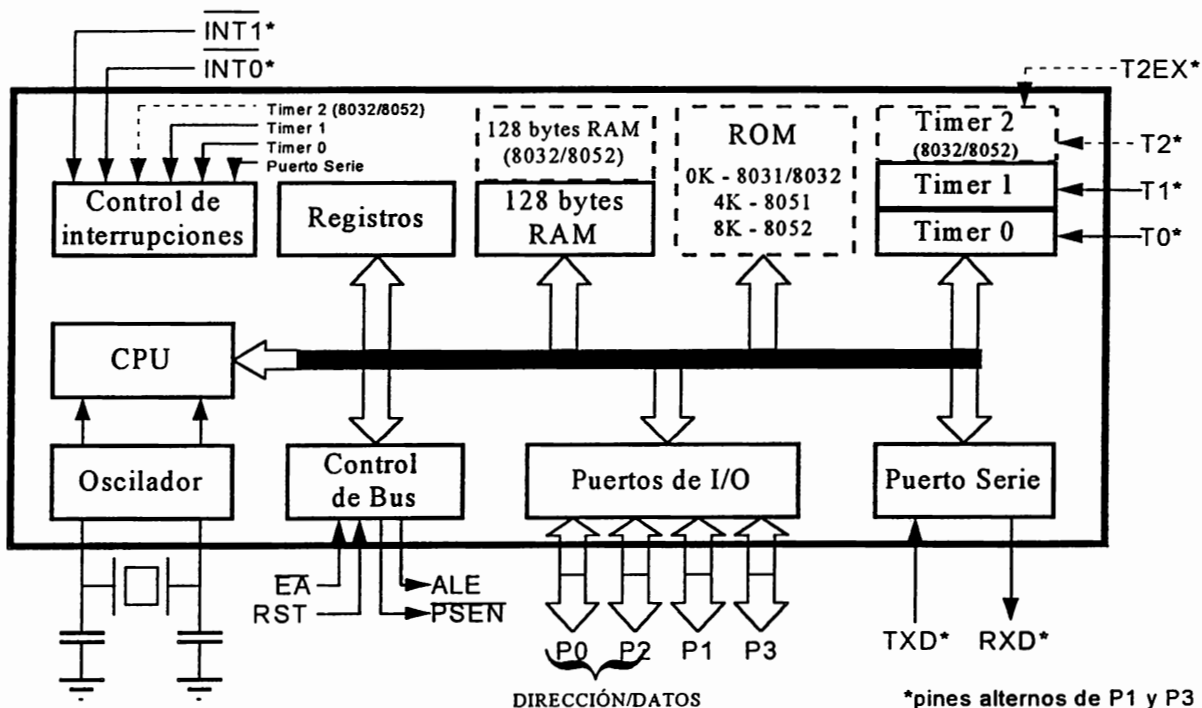 INT1*
INT0*
T2EX*
Timer 2 (8032/8052)
Timer 1
Timer 0
Puerto Serie
Control de
interrupciones
Registros
128 bytes RAM
(8032/8052)
128 bytes
RAM
ROM
0K - 8031/8032
4K - 8051
8K - 8052
Timer 2
(8032/8052)
Timer 1
Timer 0
T2*
T1*
T0*
CPU
Oscilador
Control
de Bus
Puertos de I/O
Puerto Serie
EA
RST
ALE
PSEN
P0
P2
P1
P3
TXD*
RXD*
DIRECCIÓN/DATOS
*pines alternos de P1 y P3